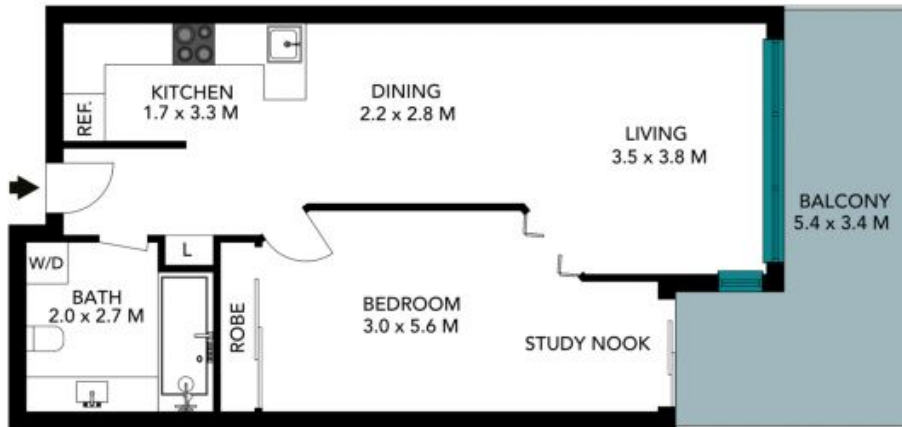 KITCHEN
1.7 x 3.3 M
REF.
DINING
2.2 x 2.8 M
LIVING
3.5 x 3.8 M
BALCONY
5.4 x 3.4 M
L
W/D
BATH
2.0 x 2.7 M
ROBE
BEDROOM
3.0 x 5.6 M
STUDY NOOK